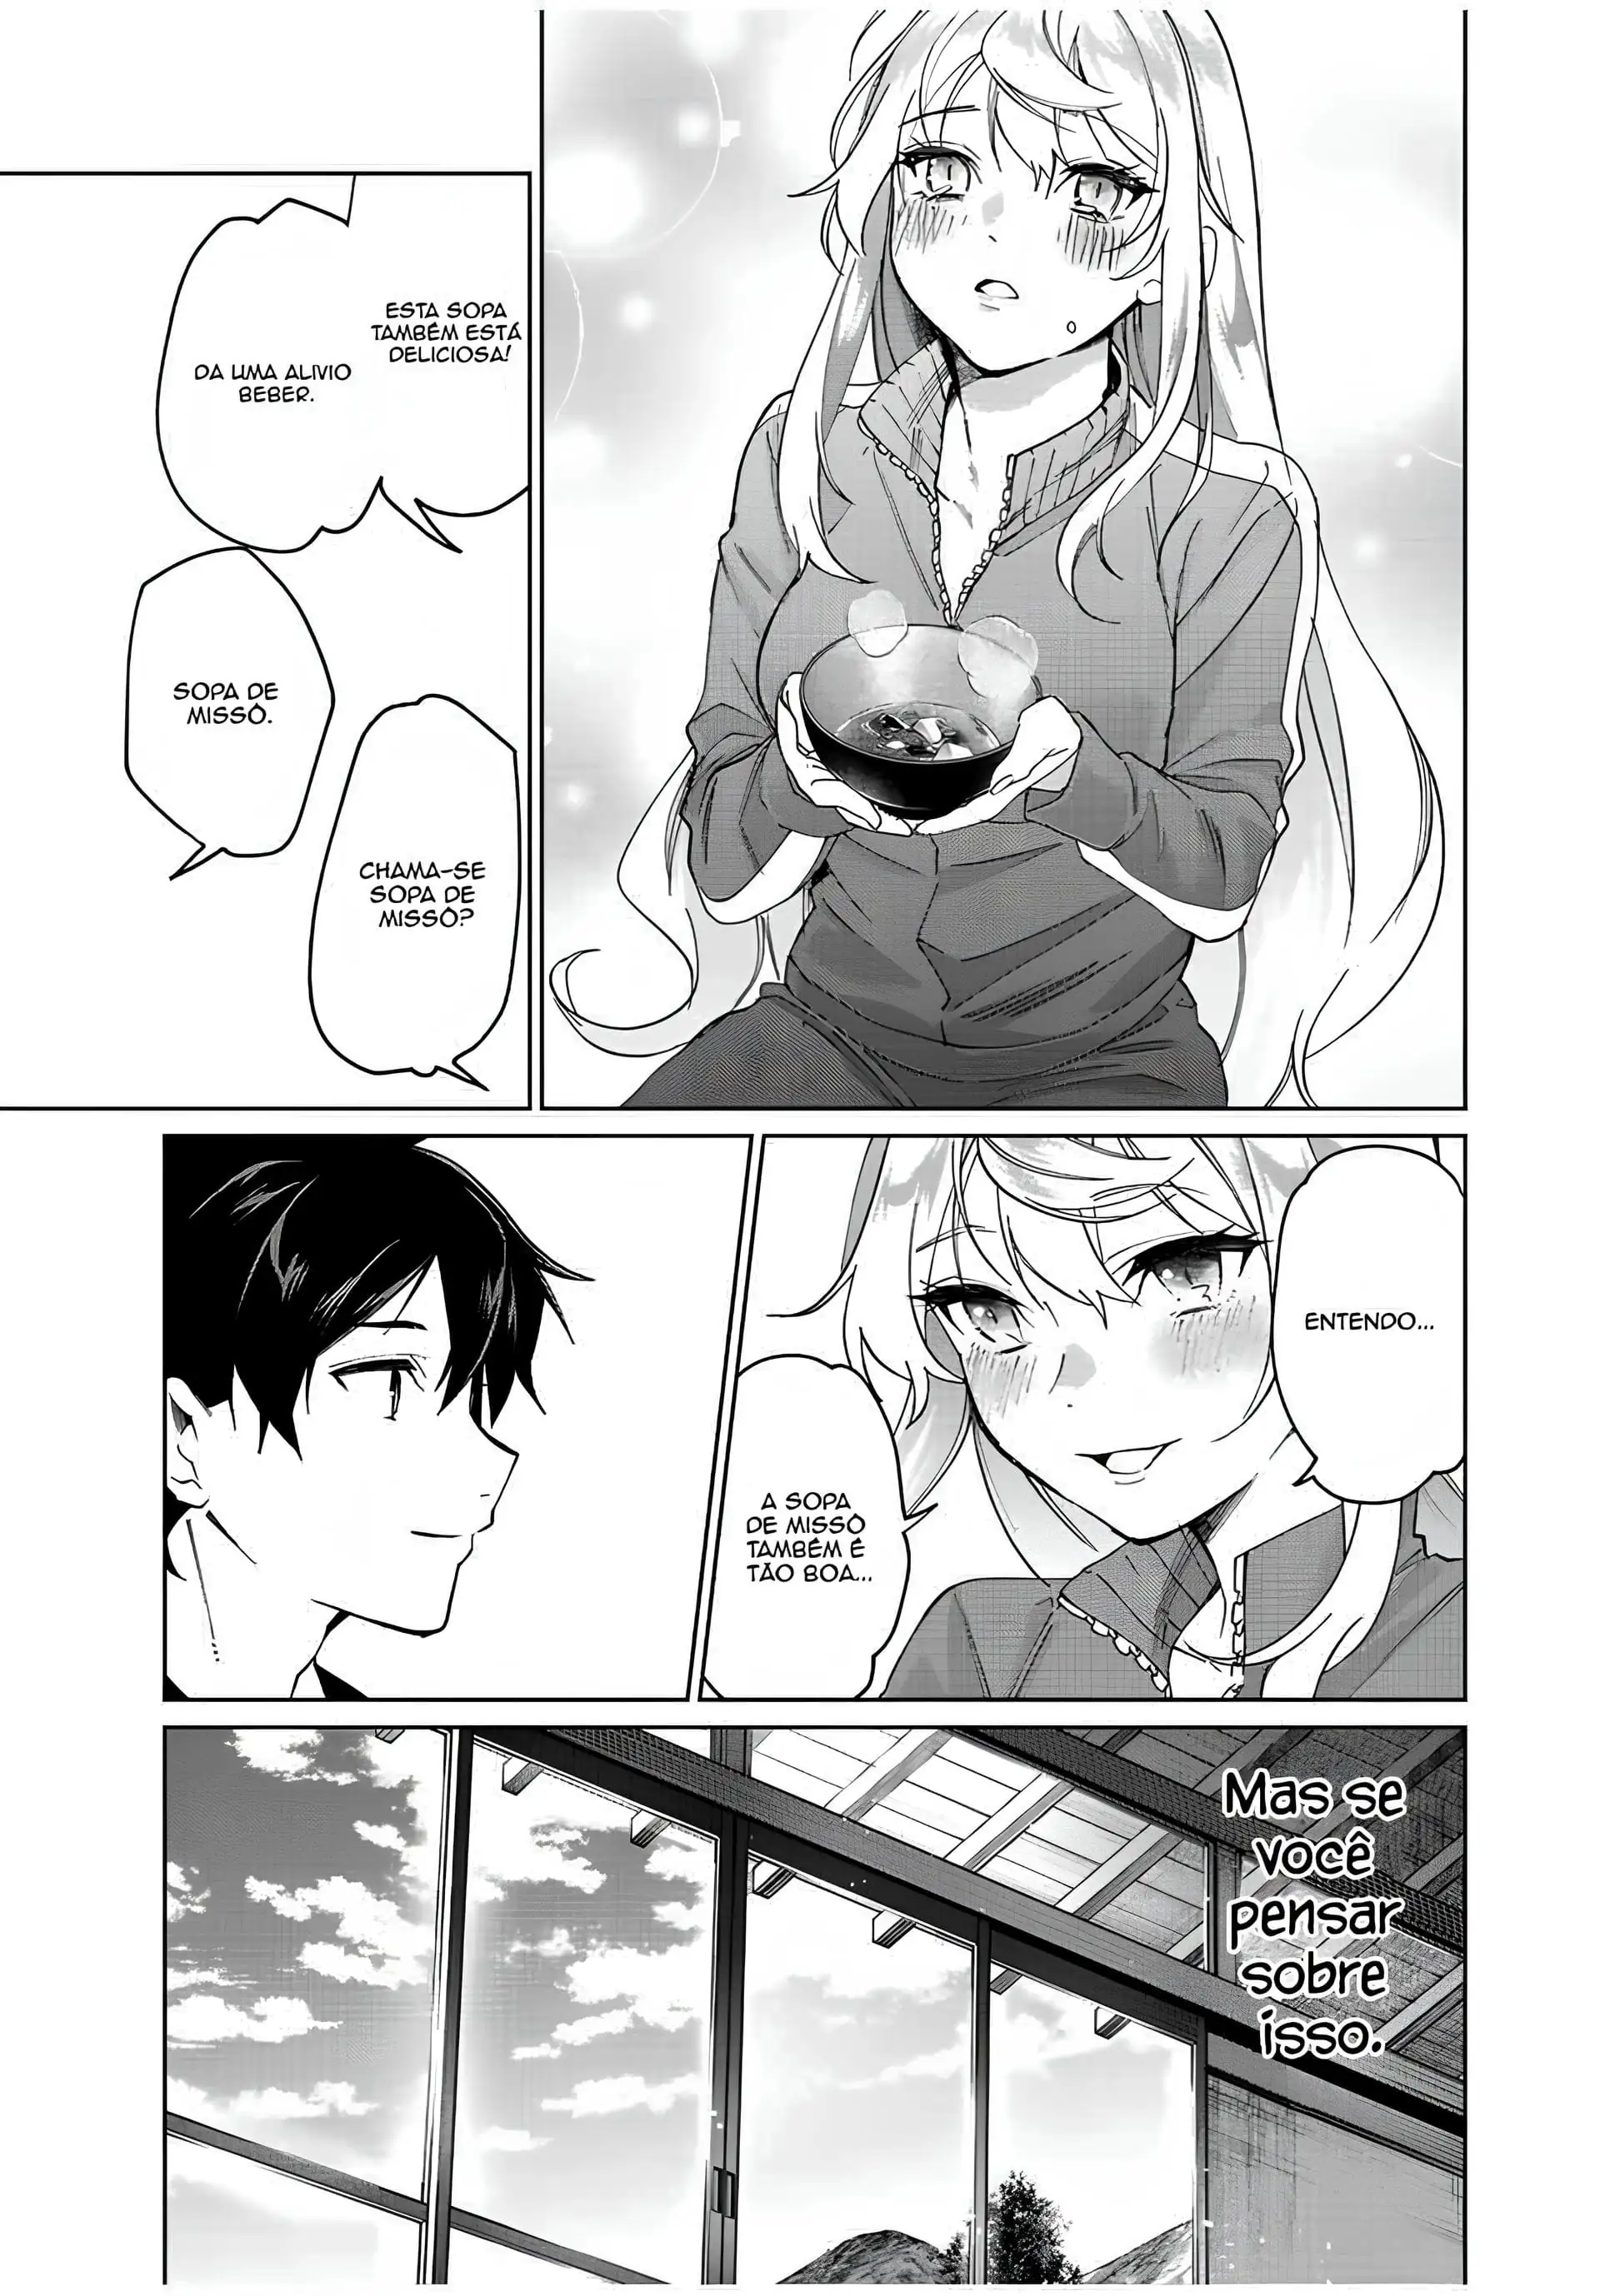 ESTA SOPA
TAMBÉM ESTÁ
DELICIOSA!
DA UMA ALIVIO
BEBER.
CHAMA-SE
SOPA DE
MISSÔ?
SOPA DE
MISSÔ.
ENTENDO...
A SOPA
DE MISSÔ
TAMBÉM É
TÃO BOA...
Mas se
você
pensar
sobre
isso.